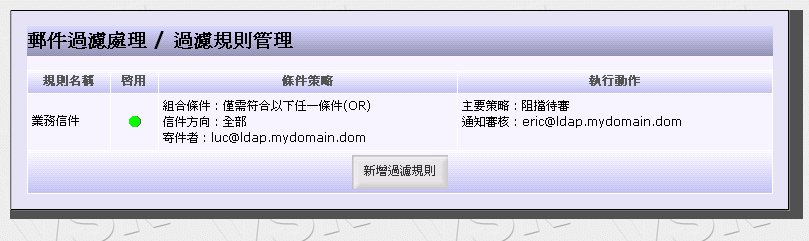 郵件過濾處理 / 過濾規則管理
規則名稱 啓用 條件策略 執行動作
業務信件
組合條件：僅需符合以下任一條件(OR)
信件方向：全部
寄件者：luc@ldap.mydomain.dom
主要策略：阻擋待審
通知審核：eric@ldap.mydomain.dom
新增過濾規則